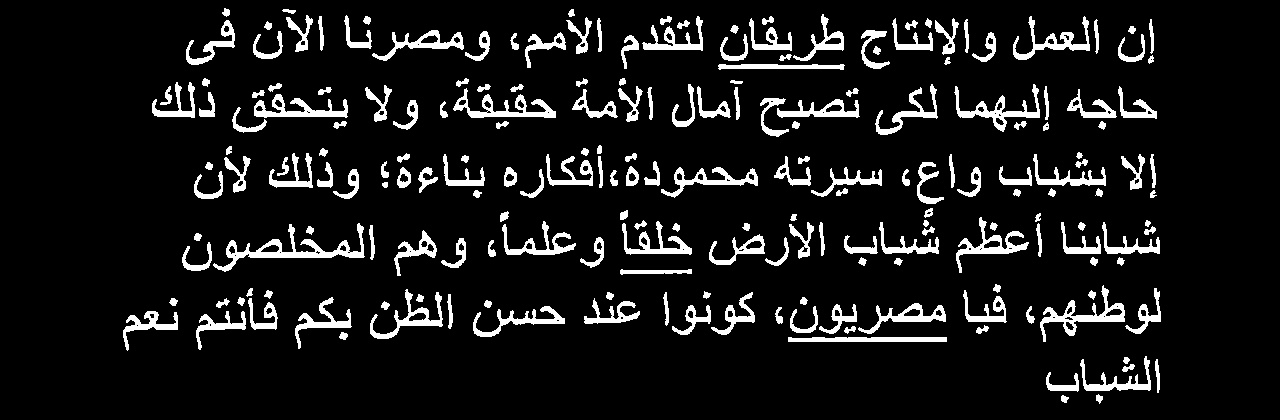 إن العمل والإنتاج طريقان لتقدم الأمم، ومصرنا الآن فى
حاجه إليهما لكى تصبح آمال الأمة حقيقة، ولا يتحقق ذلك
إلا بشباب واعٍ، سيرته محمودة،أفكاره بناءة؛ وذلك لأن
شبابنا أعظم شًباب الأرض خلقاً وعلماً، وهم المخلصون
لوطنهم، فيا مصريون، كونوا عند حسن الظن بكم فأنتم نعم
الشباب